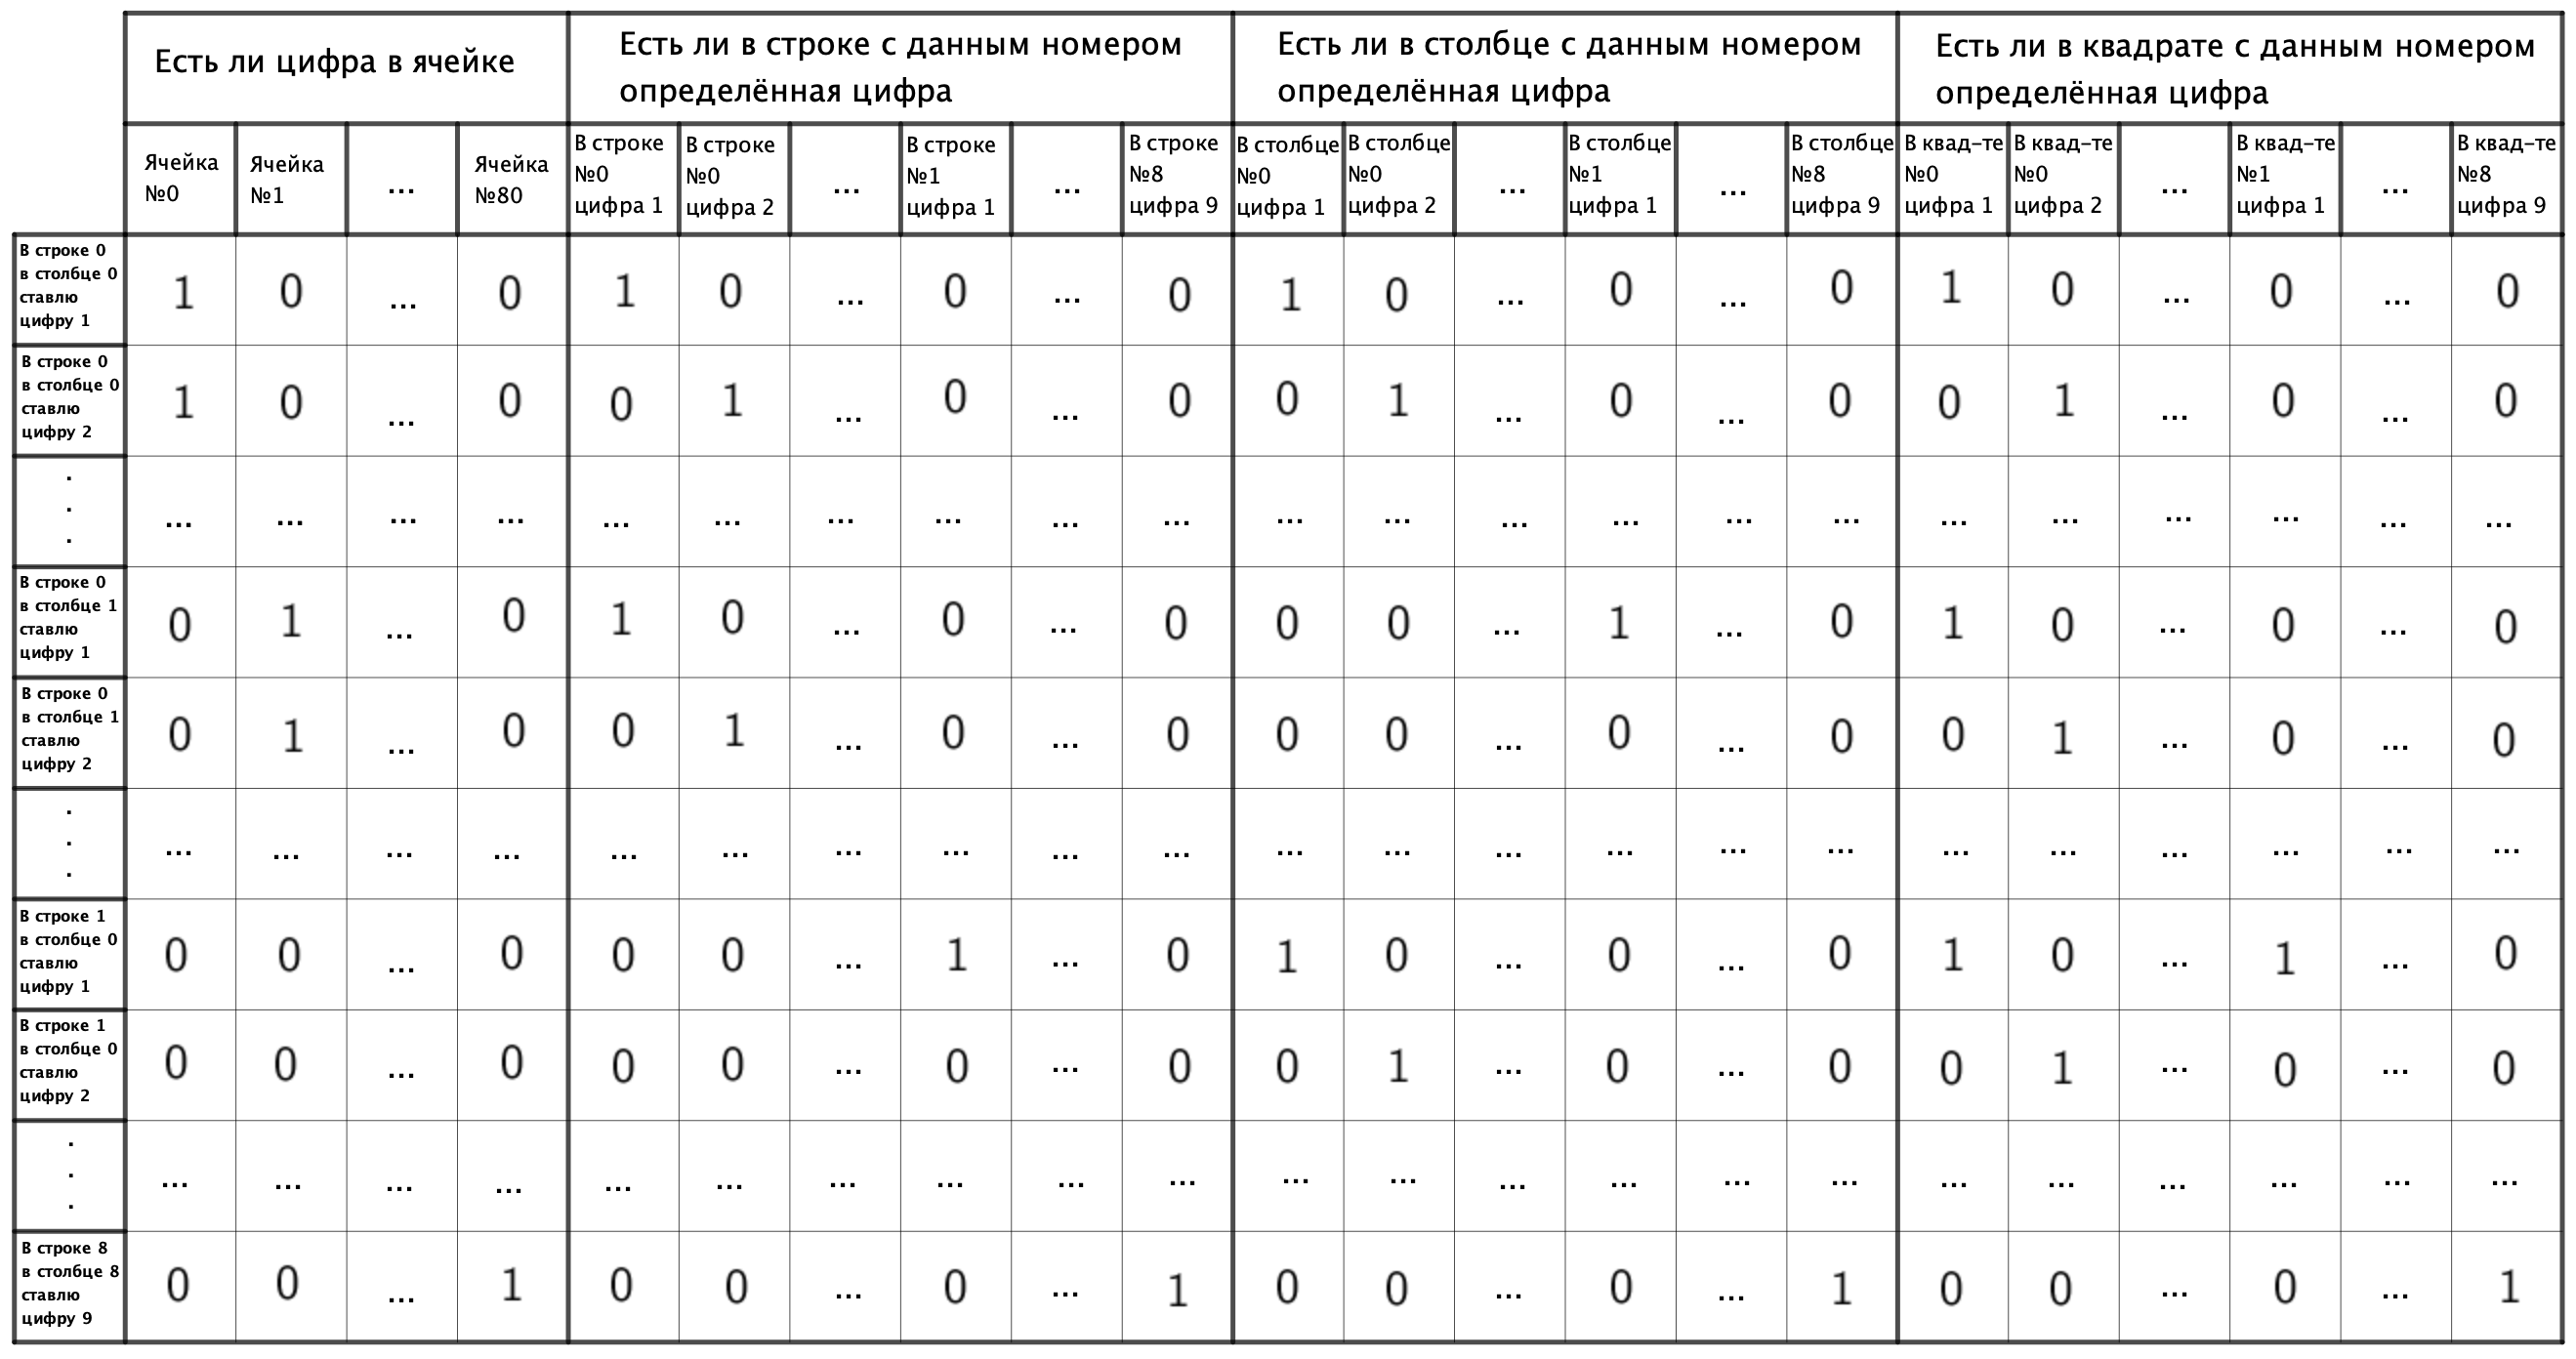 Есть ли цифра в ячейке
Есть ли в строке с данным номером
определённая цифра
Есть ли в столбце с данным номером
определённая цифра
Есть ли в квадрате с данным номером
определённая цифра
Ячейка
№0
Ячейка
№1
...
Ячейка
№80
В строке
№0
цифра 1
В строке
№0
цифра 2
...
В строке
№1
цифра 1
...
В строке
№8
цифра 9
В столбце
№0
цифра 1
В столбце
№0
цифра 2
...
В столбце
№1
цифра 1
...
В столбце
№8
цифра 9
В квад-те
№0
цифра 1
В квад-те
№0
цифра 2
...
В квад-те
№1
цифра 1
...
В квад-те
№8
цифра 9
В строке 0
в столбце 0
ставлю
цифру 1
1 0 ... 0 1 0 ... 0 ... 0 1 0 ... 0 ... 0 1 0 ... 0 ... 0
В строке 0
в столбце 0
ставлю
цифру 2
1 0 ... 0 0 1 ... 0 ... 0 0 1 ... 0 ... 0 0 1 ... 0 ... 0
.
.
.
... ... ... ... ... ... ... ... ... ... ... ... ... ... ... ... ... ... ... ... ... ...
В строке 0
в столбце 1
ставлю
цифру 1
0 1 ... 0 1 0 ... 0 ... 0 0 0 ... 1 ... 0 1 0 ... 0 ... 0
В строке 0
в столбце 1
ставлю
цифру 2
0 1 ... 0 0 1 ... 0 ... 0 0 0 ... 0 ... 0 0 1 ... 0 ... 0
.
.
.
... ... ... ... ... ... ... ... ... ... ... ... ... ... ... ... ... ... ... ... ... ...
В строке 1
в столбце 0
ставлю
цифру 1
0 0 ... 0 0 0 ... 1 ... 0 1 0 ... 0 ... 0 1 0 ... 1 ... 0
В строке 1
в столбце 0
ставлю
цифру 2
0 0 ... 0 0 0 ... 0 ... 0 0 1 ... 0 ... 0 0 1 ... 0 ... 0
.
.
.
... ... ... ... ... ... ... ... ... ... ... ... ... ... ... ... ... ... ... ... ... ...
В строке 8
в столбце 8
ставлю
цифру 9
0 0 ... 1 0 0 ... 0 ... 1 0 0 ... 0 ... 1 0 0 ... 0 ... 1